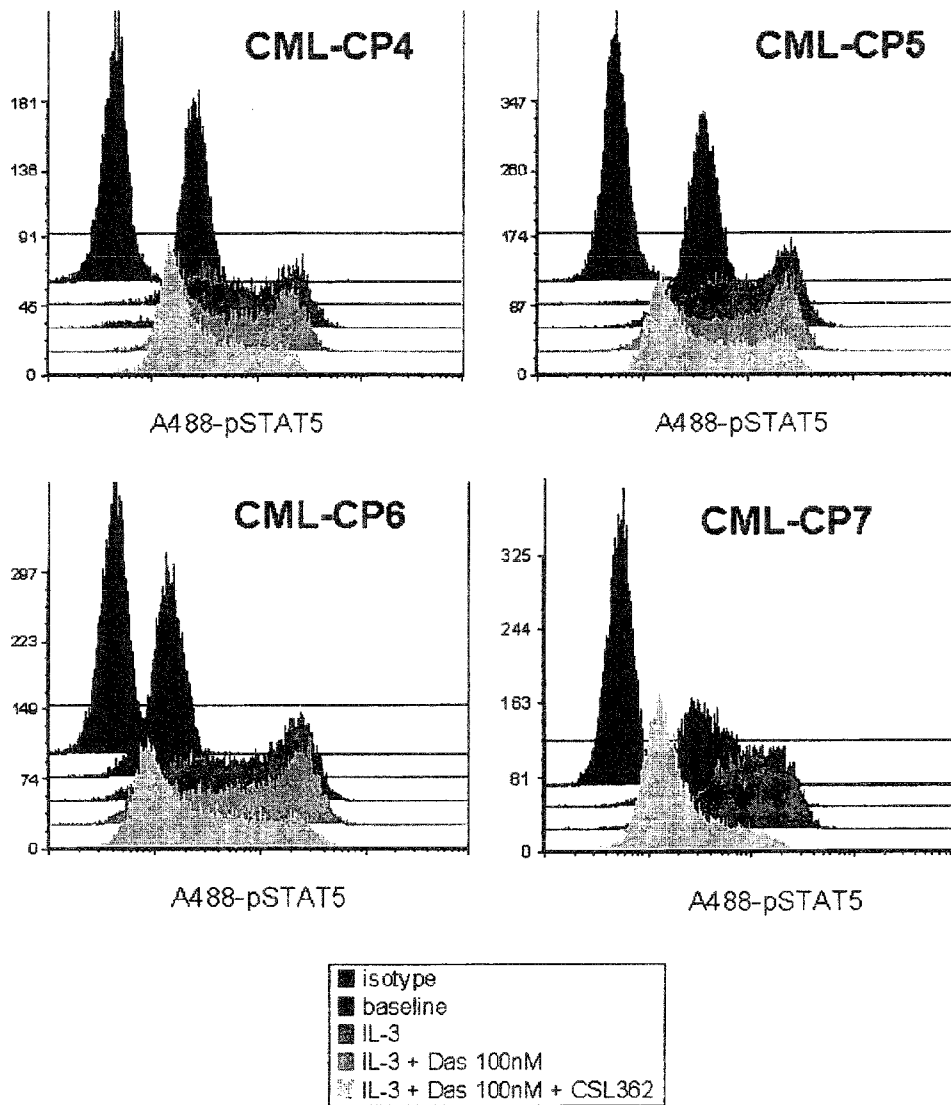 CML-CP4
181
138
91
46
0
A488-pSTAT5
CML-CP5
347
260
174
87
0
A488-pSTAT5
CML-CP6
297
223
149
74
0
A488-pSTAT5
CML-CP7
325
244
163
81
0
A488-pSTAT5
isotype
baseline
IL-3
IL-3 + Das 100nM
IL-3 + Das 100nM + CSL362